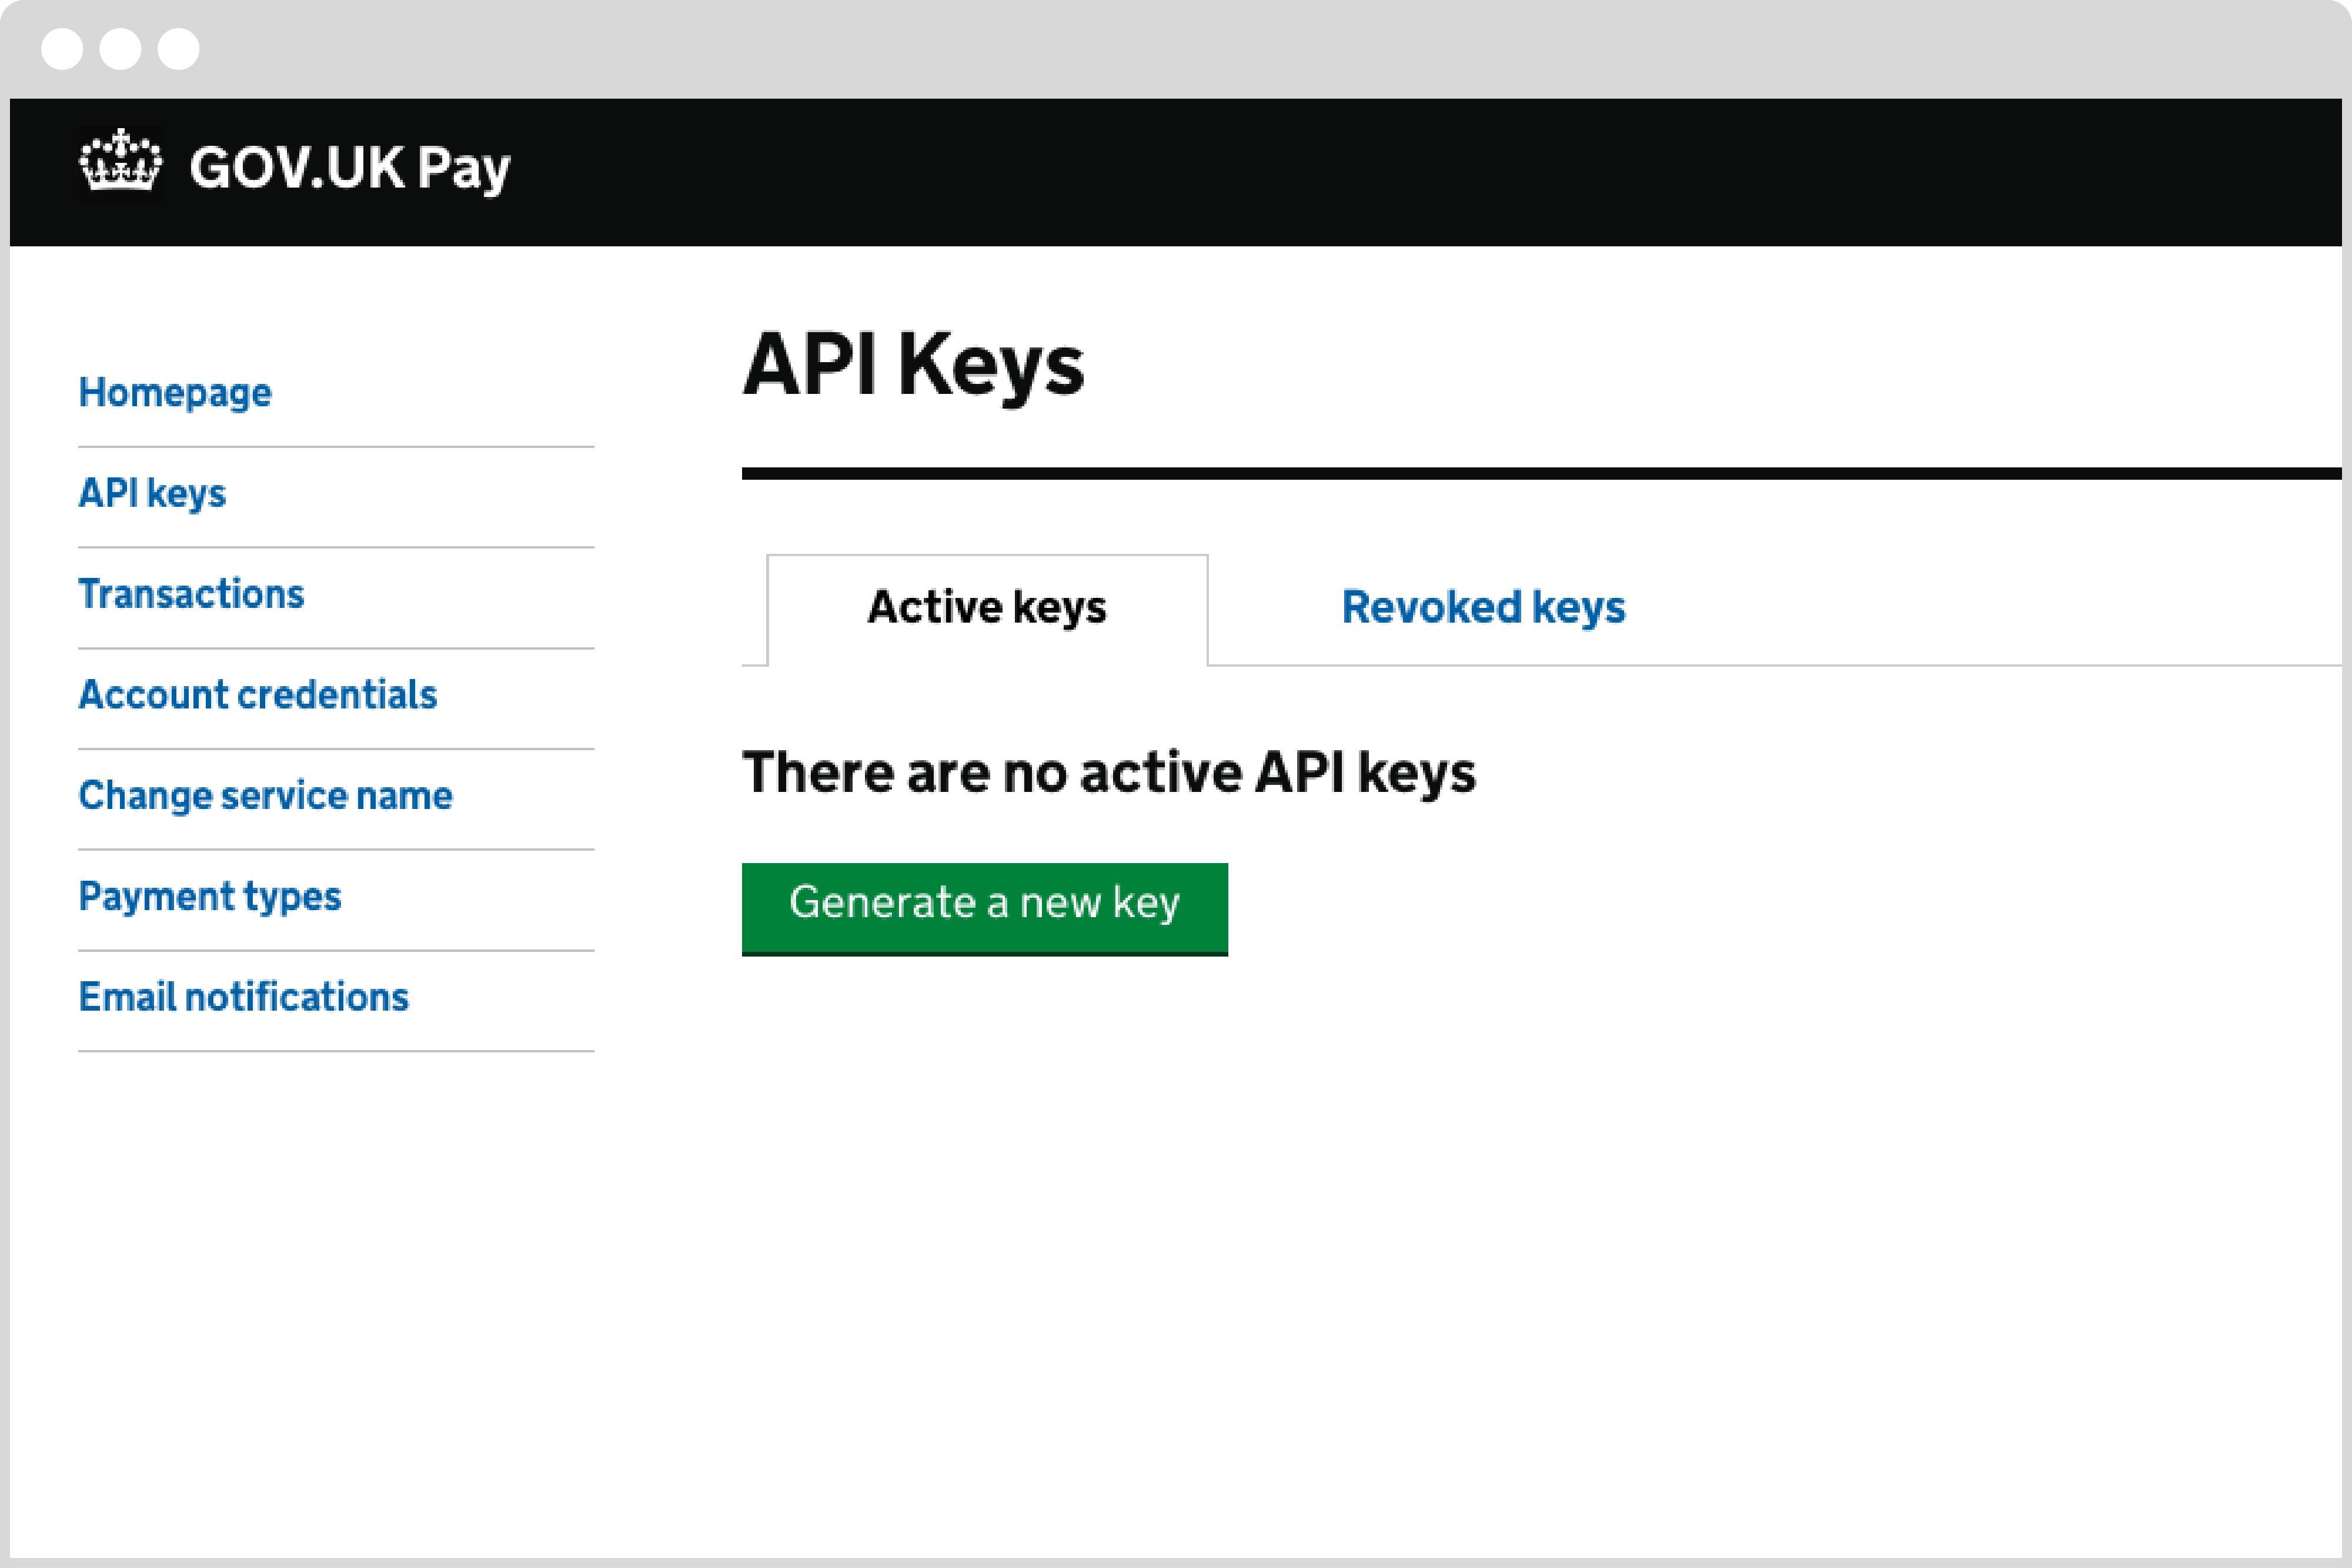 GOV.UK Pay
Homepage
API keys
Transactions
Account credentials
Change service name
Payment types
Email notifications
API Keys
Active keys
Revoked keys
There are no active API keys
Generate a new key